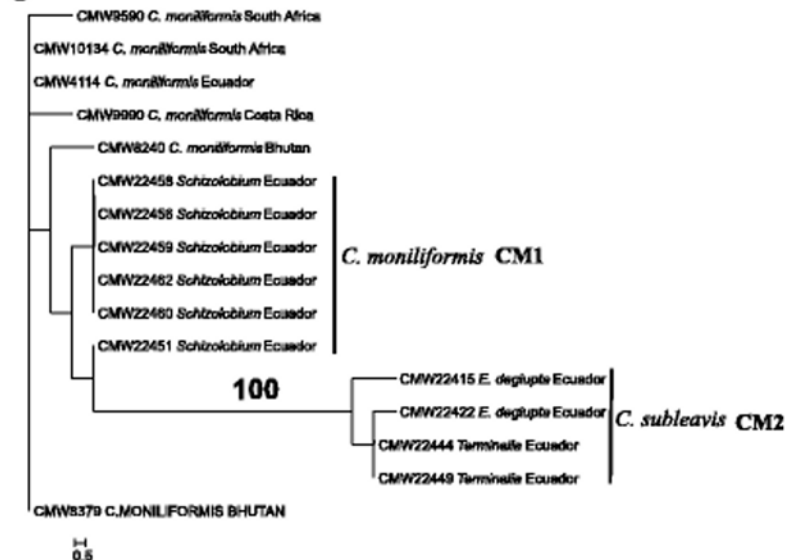 CMW9590 C. moniliformis South Africa
CMW10134 C. moniliformis South Africa
CMW4114 C. moniliformis Ecuador
CMW9990 C. moniliformis Costa Rica
CMW8240 C. moniliformis Bhutan
CMW22458 Schizolobium Ecuador
CMW22456 Schizolobium Ecuador
CMW22459 Schizolobium Ecuador
C. moniliformis CM1
CMW22462 Schizolobium Ecuador
CMW22460 Schizolobium Ecuador
CMW22451 Schizolobium Ecuador
100
CMW22415 E. deglupta Ecuador
CMW22422 E. deglupta Ecuador
C. subleavis CM2
CMW22444 Terminalia Ecuador
CMW22449 Terminalia Ecuador
CMW8379 C.MONILIFORMIS BHUTAN
0.5